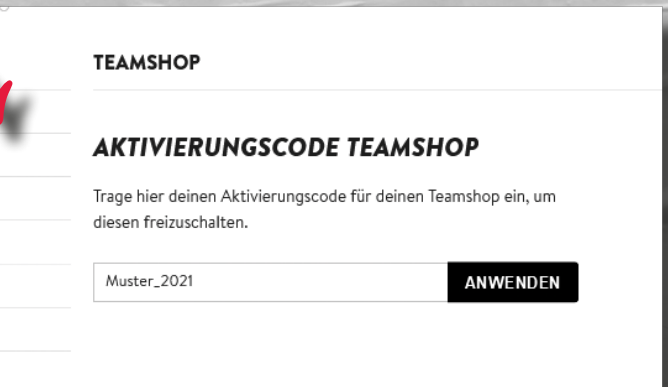 TEAMSHOP
AKTIVIERUNGSCODE TEAMSHOP
Trage hier deinen Aktivierungscode für deinen Teamshop ein, um
diesen freizuschalten.
Muster_2021
ANWENDEN